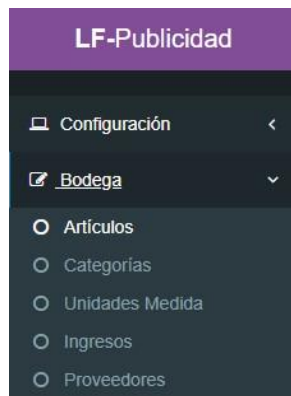 LF-Publicidad
Configuración
Bodega
Artículos
Categorías
Unidades Medida
Ingresos
Proveedores